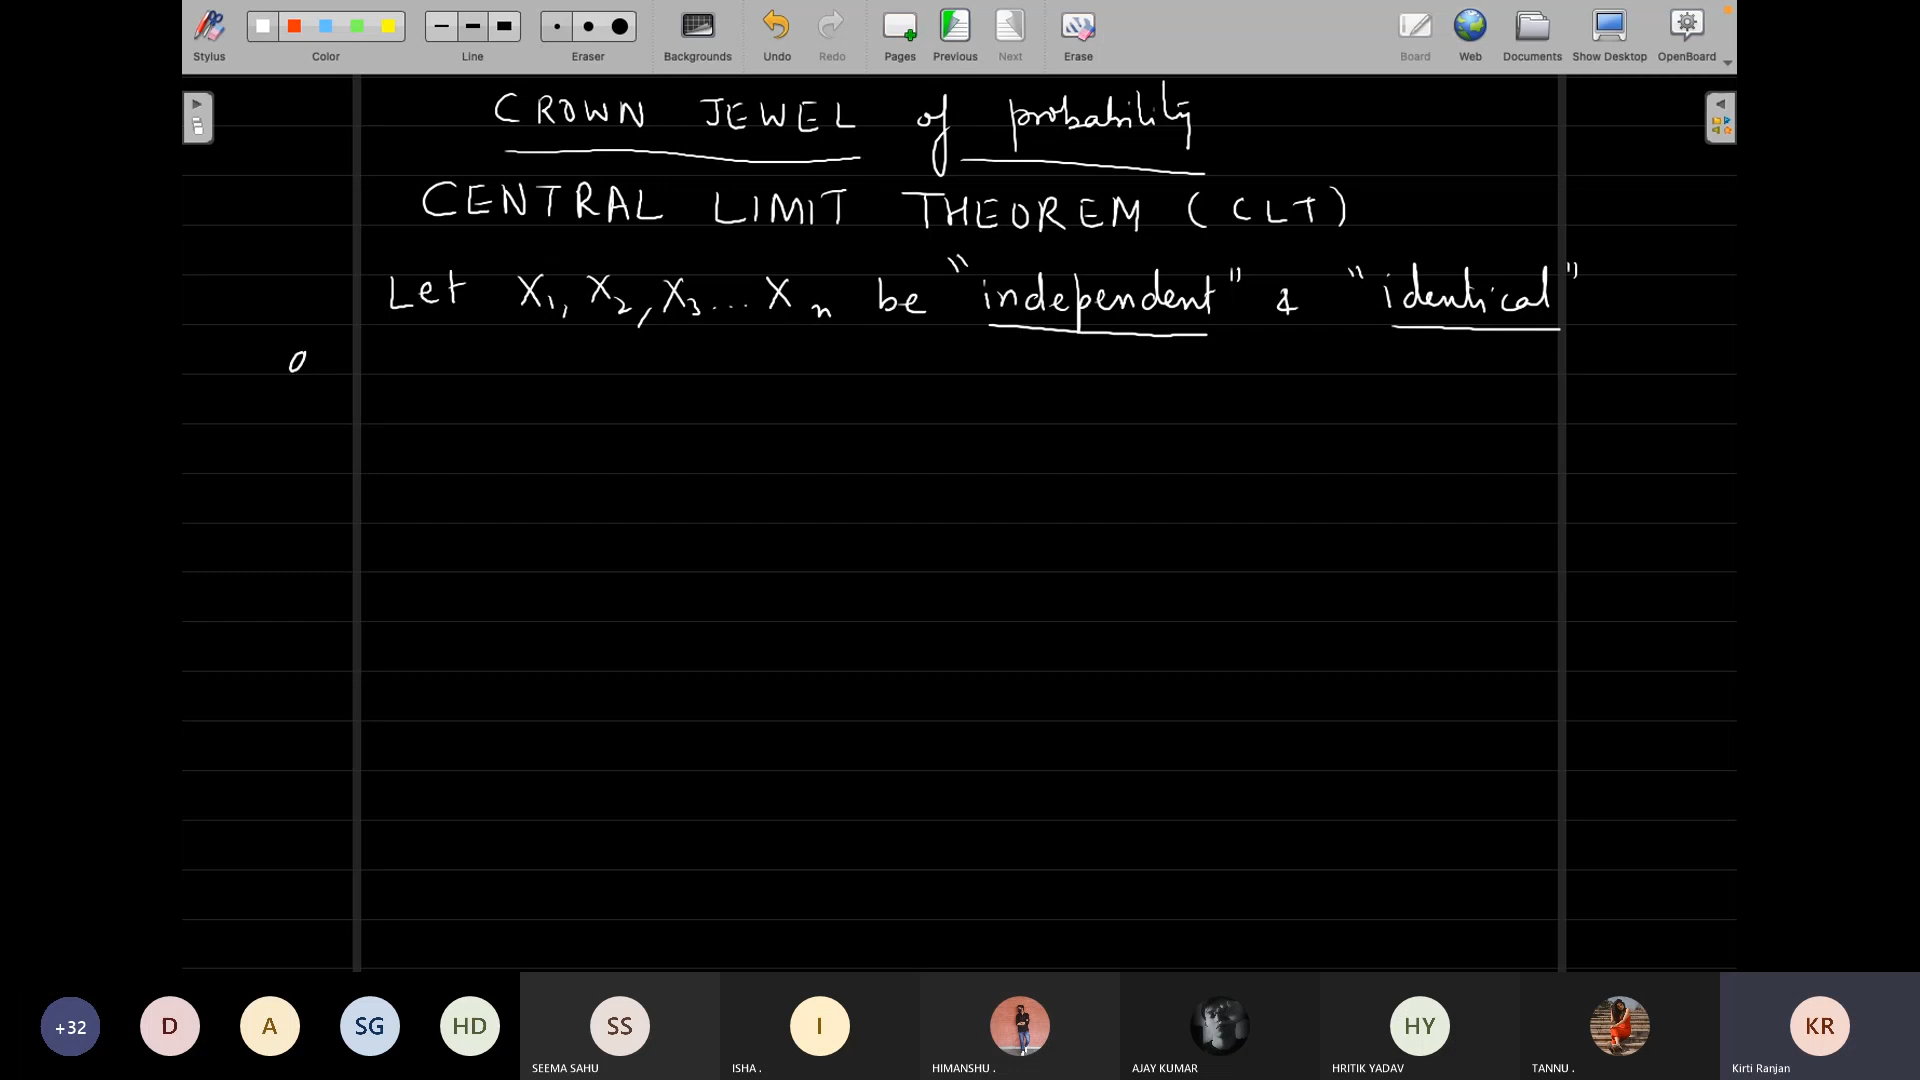 Stylus Color Line Eraser Backgrounds Undo Redo Pages Previous Next Erase Board Web Documents Show Desktop OpenBoard
CROWN JEWEL of probability
CENTRAL LIMIT THEOREM (CLT)
Let X₁, X₂, X₃... Xₙ be "independent" & "identical"
+32 D A SG HD SS I HY KR
SEEMA SAHU ISHA . HIMANSHU . AJAY KUMAR HRITIK YADAV TANNU . Kirti Ranjan